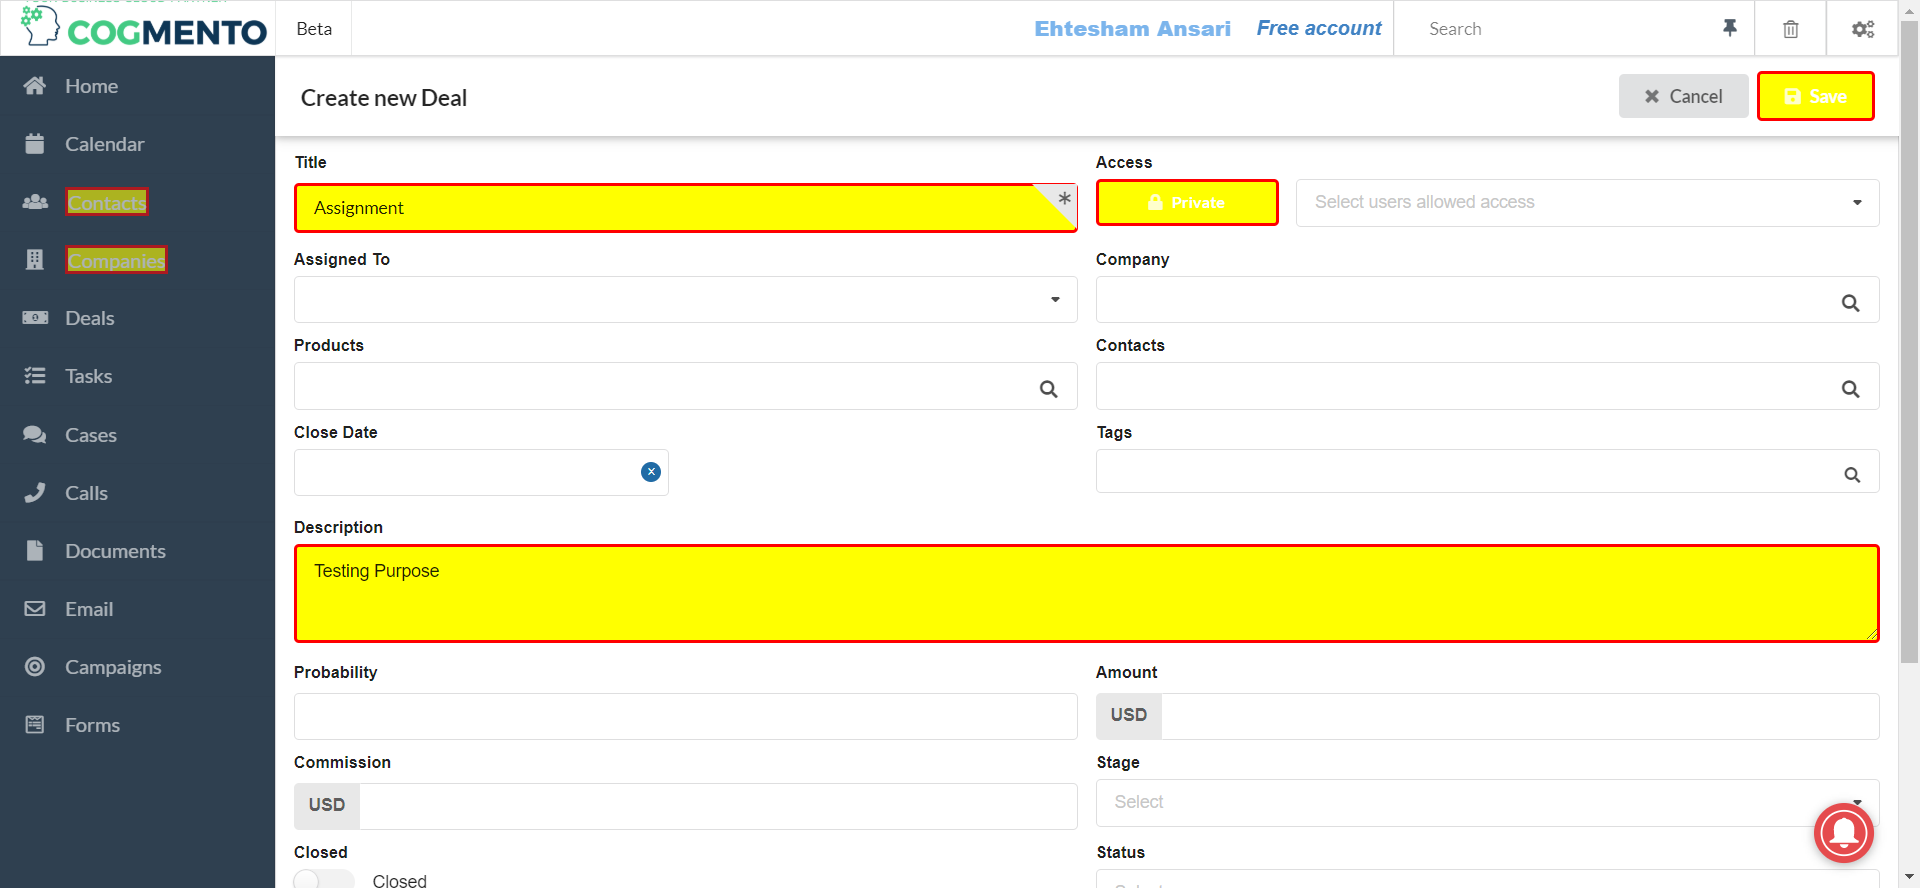 COGMENTO
Beta
Ehtesham Ansari
Free account
Search
Home
Calendar
Contacts
Companies
Deals
Tasks
Cases
Calls
Documents
Email
Campaigns
Forms
Create new Deal
Cancel
Save
Title
Assignment
*
Access
Private
Select users allowed access
Assigned To
Company
Products
Contacts
Close Date
Tags
Description
Testing Purpose
Probability
Amount
USD
Commission
USD
Stage
Select
Closed
Closed
Status